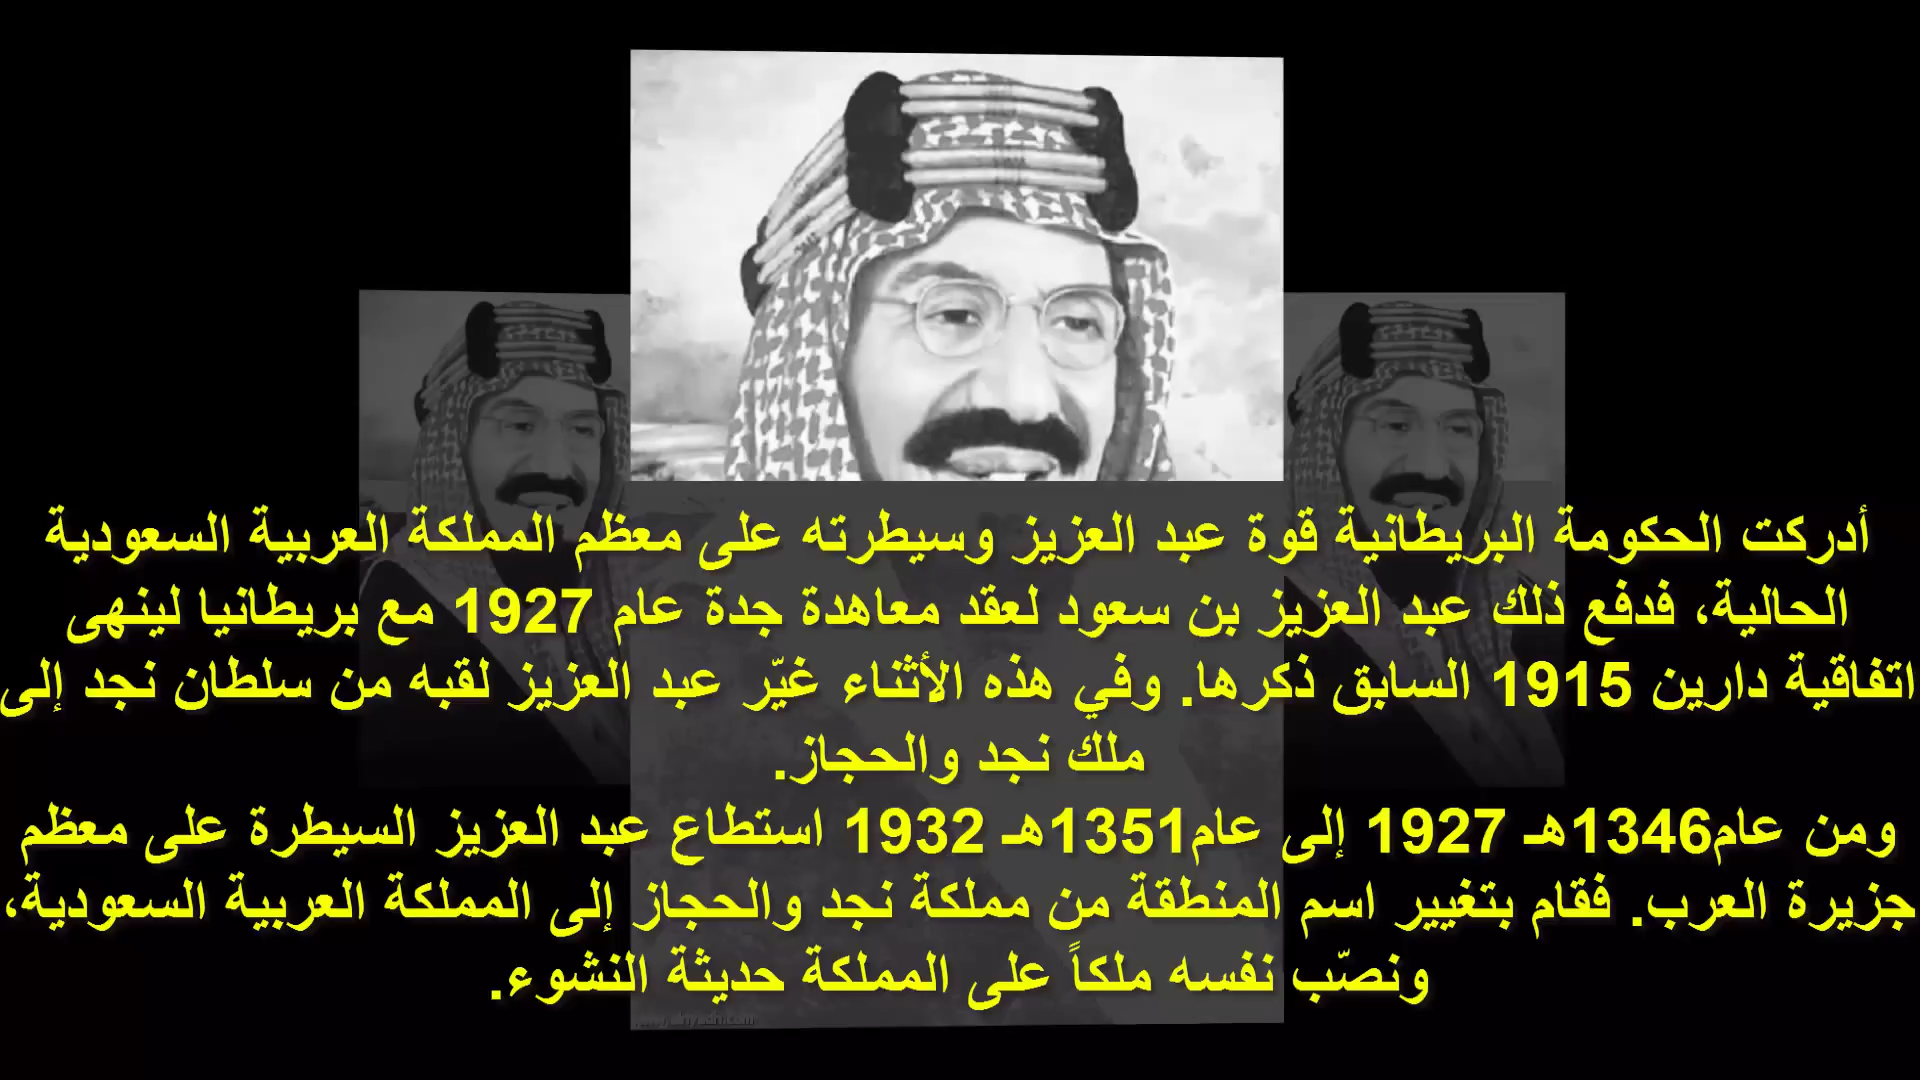 أدركت الحكومة البريطانية قوة عبد العزيز وسيطرته على معظم المملكة العربية السعودية
الحالية، فدفع ذلك عبد العزيز بن سعود لعقد معاهدة جدة عام 1927 مع بريطانيا لينهى
اتفاقية دارين 1915 السابق ذكرها. وفي هذه الأثناء غيّر عبد العزيز لقبه من سلطان نجد إلى
ملك نجد والحجاز.
ومن عام1346هـ 1927 إلى عام1351هـ 1932 استطاع عبد العزيز السيطرة على معظم
جزيرة العرب. فقام بتغيير اسم المنطقة من مملكة نجد والحجاز إلى المملكة العربية السعودية،
ونصّب نفسه ملكاً على المملكة حديثة النشوء.